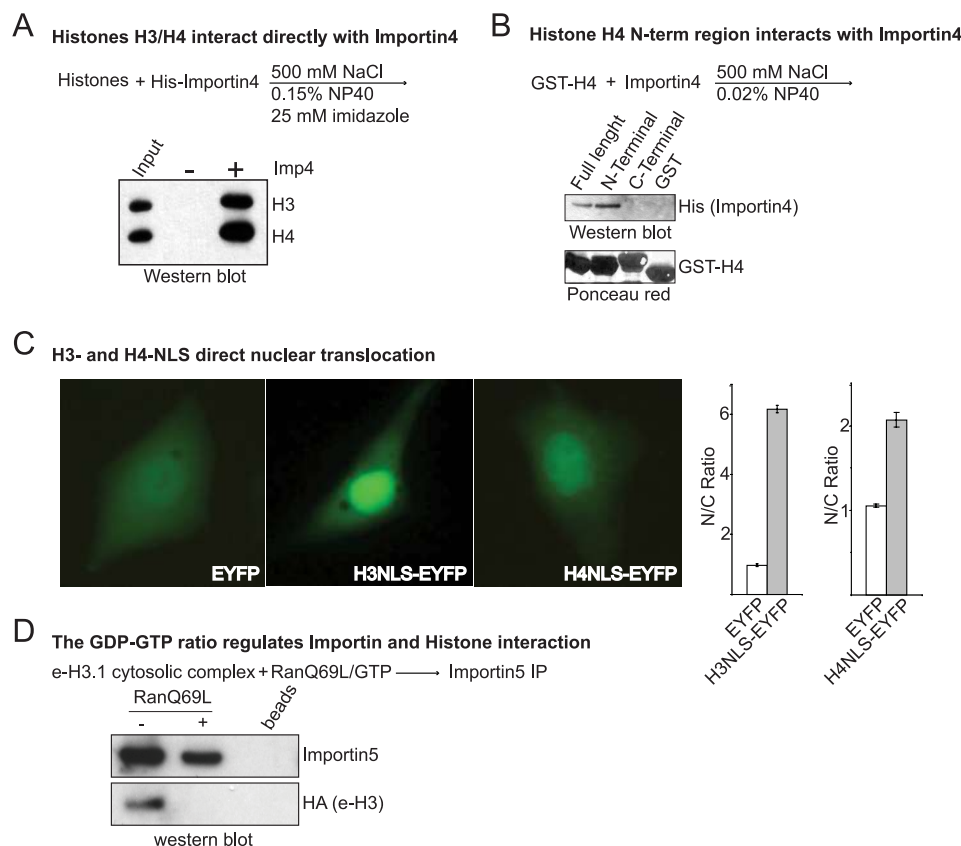 A Histones H3/H4 interact directly with Importin4
Histones + His-Importin4
500 mM NaCl
0.15% NP40
25 mM imidazole
Input - + Imp4
H3
H4
Western blot
B Histone H4 N-term region interacts with Importin4
GST-H4 + Importin4
500 mM NaCl
0.02% NP40
Full lenght
N-Terminal
C-Terminal
GST
His (Importin4)
Western blot
GST-H4
Ponceau red
C H3- and H4-NLS direct nuclear translocation
EYFP
H3NLS-EYFP
H4NLS-EYFP
N/C Ratio
6
4
2
EYFP
H3NLS-EYFP
N/C Ratio
2
1
0
EYFP
H4NLS-EYFP
D The GDP-GTP ratio regulates Importin and Histone interaction
e-H3.1 cytosolic complex+RanQ69L/GTP Importin5 IP
RanQ69L
- + beads
Importin5
HA (e-H3)
western blot